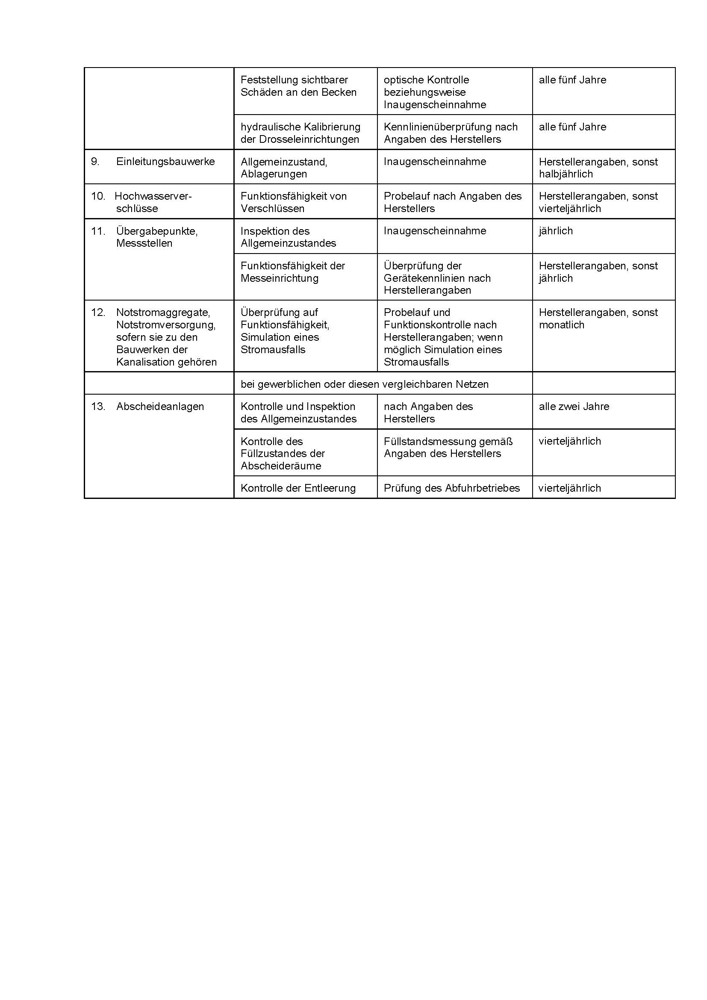 Feststellung sichtbarer
Schäden an den Becken
optische Kontrolle
beziehungsweise
Inaugenscheinnahme
alle fünf Jahre
hydraulische Kalibrierung
der Drosseleinrichtungen
Kennlinienüberprüfung nach
Angaben des Herstellers
alle fünf Jahre
9. Einleitungsbauwerke
Allgemeinzustand,
Ablagerungen
Inaugenscheinnahme
Herstellerangaben, sonst
halbjährlich
10. Hochwasserver-
schlüsse
Funktionsfähigkeit von
Verschlüssen
Probelauf nach Angaben des
Herstellers
Herstellerangaben, sonst
vierteljährlich
11. Übergabepunkte,
Messstellen
Inspektion des
Allgemeinzustandes
Inaugenscheinnahme
jährlich
Funktionsfähigkeit der
Messeinrichtung
Überprüfung der
Gerätekennlinien nach
Herstellerangaben
Herstellerangaben, sonst
jährlich
12. Notstromaggregate,
Notstromversorgung,
sofern sie zu den
Bauwerken der
Kanalisation gehören
Überprüfung auf
Funktionsfähigkeit,
Simulation eines
Stromausfalls
Probelauf und
Funktionskontrolle nach
Herstellerangaben; wenn
möglich Simulation eines
Stromausfalls
Herstellerangaben, sonst
monatlich
bei gewerblichen oder diesen vergleichbaren Netzen
13. Abscheideanlagen
Kontrolle und Inspektion
des Allgemeinzustandes
nach Angaben des
Herstellers
alle zwei Jahre
Kontrolle des
Füllzustandes der
Abscheideräume
Füllstandsmessung gemäß
Angaben des Herstellers
vierteljährlich
Kontrolle der Entleerung
Prüfung des Abfuhrbetriebes
vierteljährlich